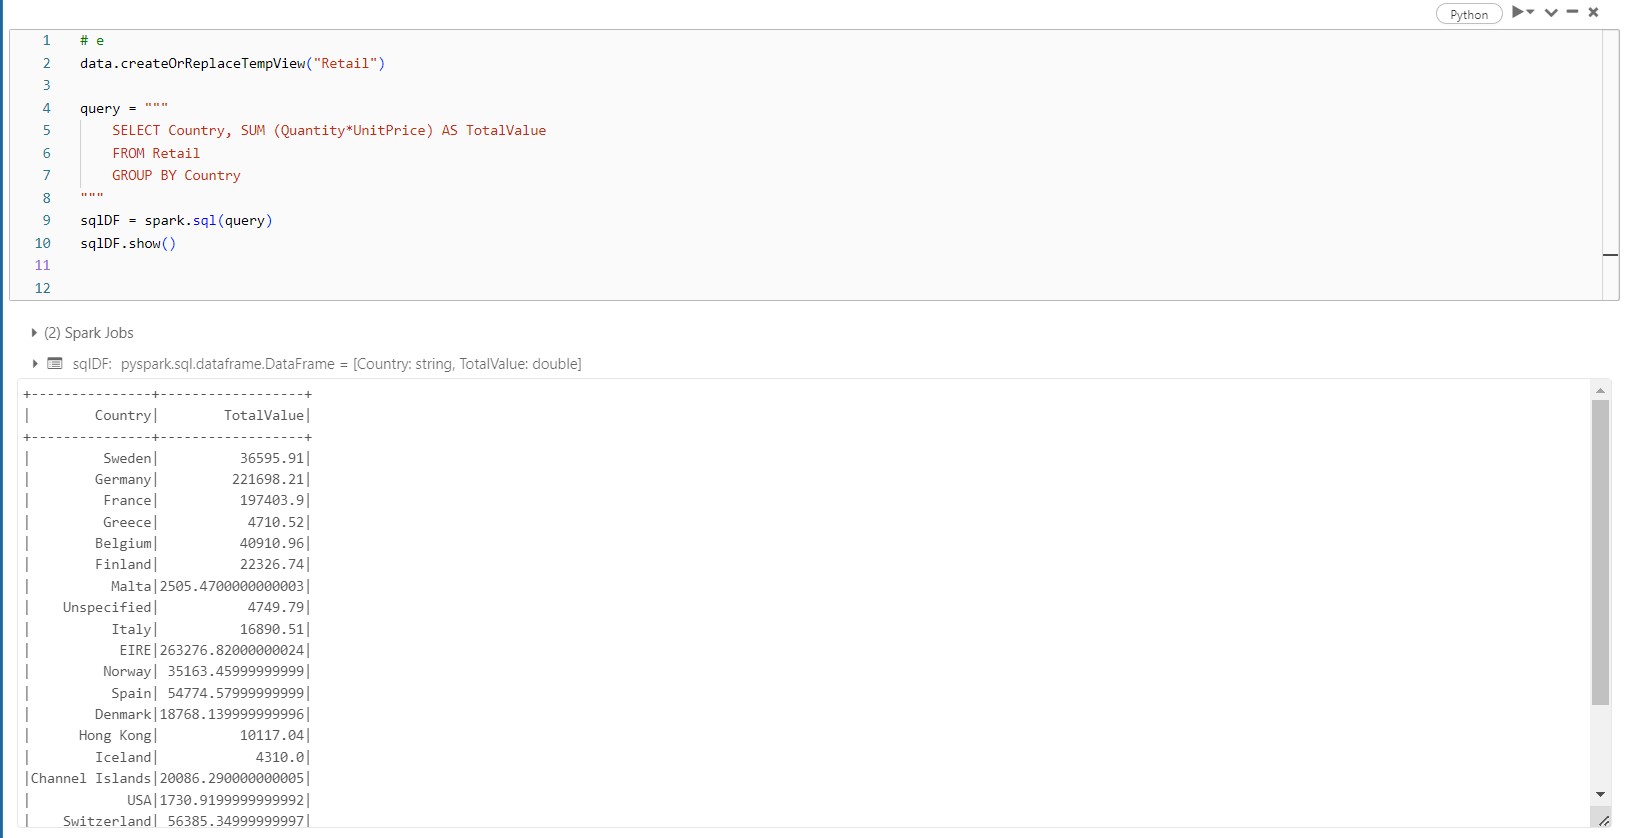 Python
1 # e
2 data.createOrReplaceTempView("Retail")
3
4 query = """
5     SELECT Country, SUM (Quantity*UnitPrice) AS TotalValue
6     FROM Retail
7     GROUP BY Country
8 """
9 sqlDF = spark.sql(query)
10 sqlDF.show()
11
12
(2) Spark Jobs
sqlDF: pyspark.sql.dataframe.DataFrame = [Country: string, TotalValue: double]
+---------------+------------------+
|        Country|        TotalValue|
+---------------+------------------+
|         Sweden|          36595.91|
|        Germany|         221698.21|
|         France|          197403.9|
|         Greece|           4710.52|
|        Belgium|          40910.96|
|        Finland|          22326.74|
|          Malta|2505.4700000000003|
|    Unspecified|           4749.79|
|          Italy|          16890.51|
|           EIRE|263276.82000000024|
|         Norway| 35163.45999999999|
|          Spain| 54774.57999999999|
|        Denmark|18768.139999999996|
|      Hong Kong|          10117.04|
|        Iceland|            4310.0|
|Channel Islands|20086.290000000005|
|            USA|1730.9199999999992|
|    Switzerland| 56385.34999999997|